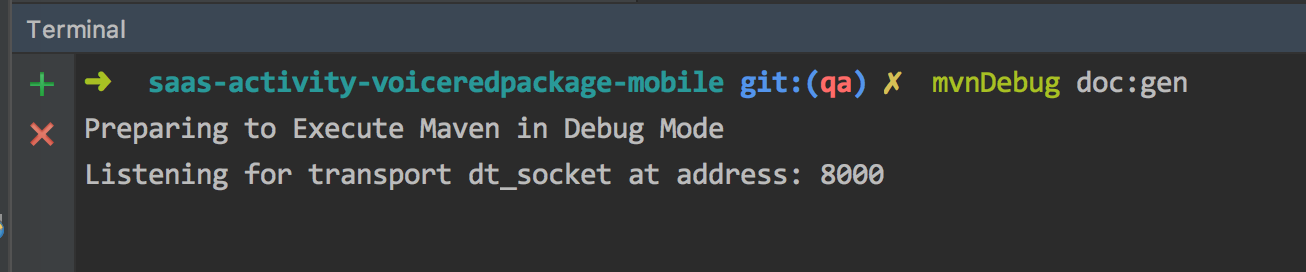 Terminal
➜ saas-activity-voiceredpackage-mobile git:(qa) ✗ mvnDebug doc:gen
Preparing to Execute Maven in Debug Mode
Listening for transport dt_socket at address: 8000